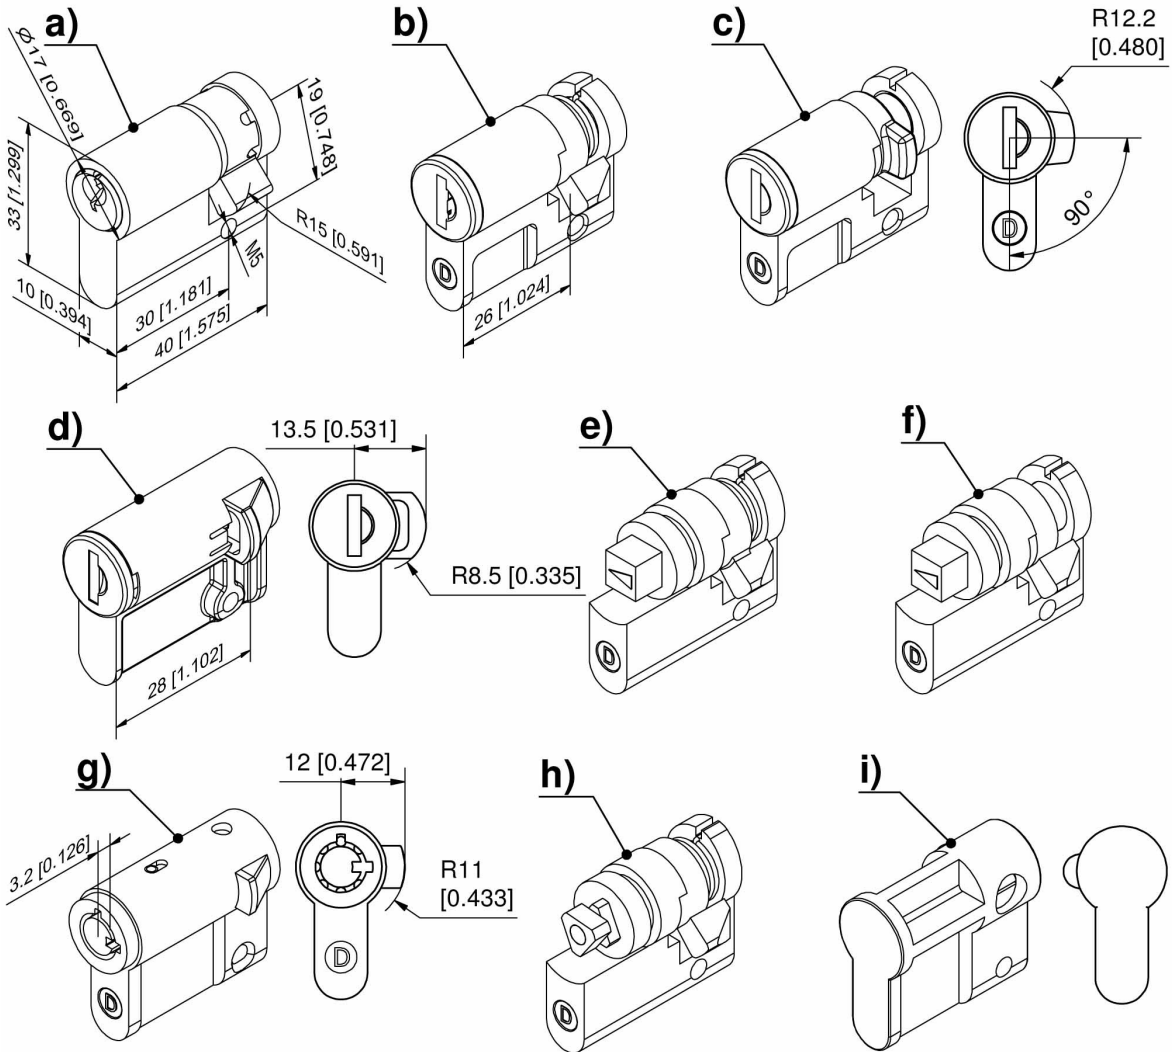 a)
Ø17 [0.669]
33 [1.299]
10 [0.394]
30 [1.181]
40 [1.575]
19 [0.748]
R15 [0.591]
M5
b)
D
26 [1.024]
c)
D
R12.2
[0.480]
D
90°
d)
28 [1.102]
13.5 [0.531]
R8.5 [0.335]
e)
D
f)
D
g)
3.2 [0.126]
D
12 [0.472]
R11
[0.433]
D
h)
D
i)